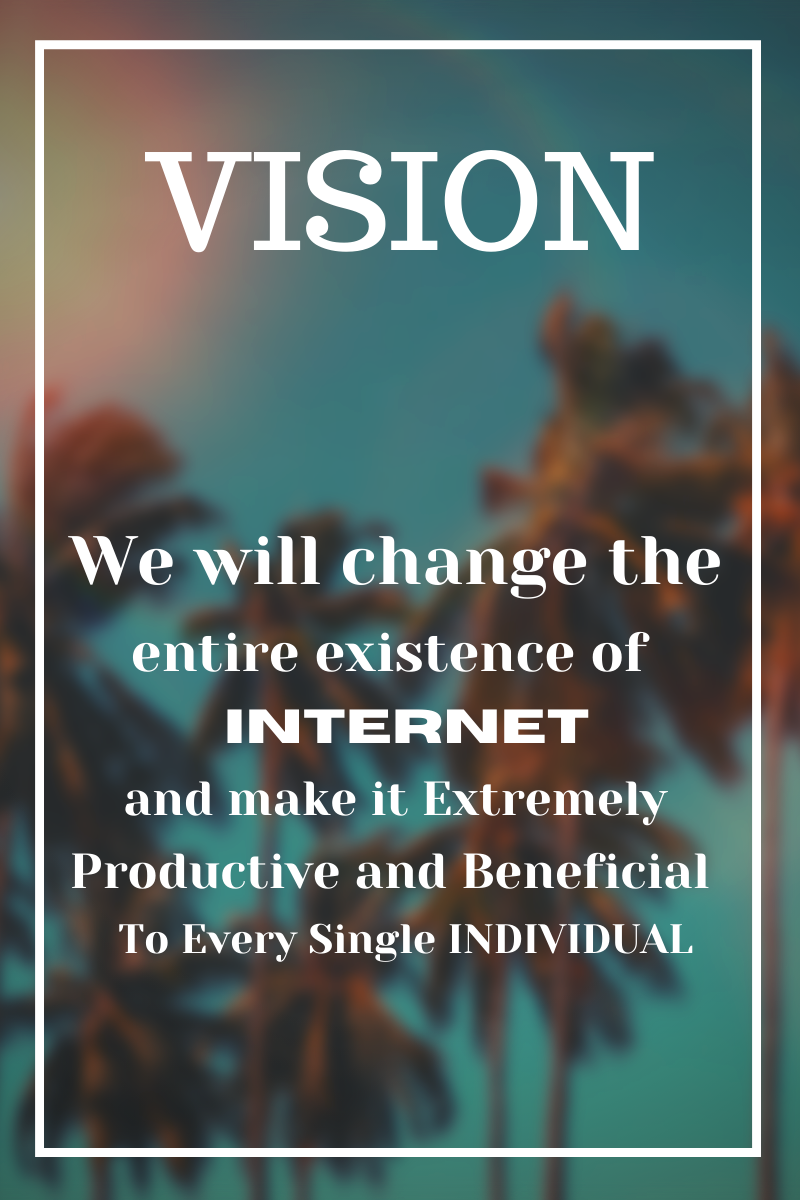 VISION
We will change the
entire existence of
INTERNET
and make it Extremely
Productive and Beneficial
To Every Single INDIVIDUAL